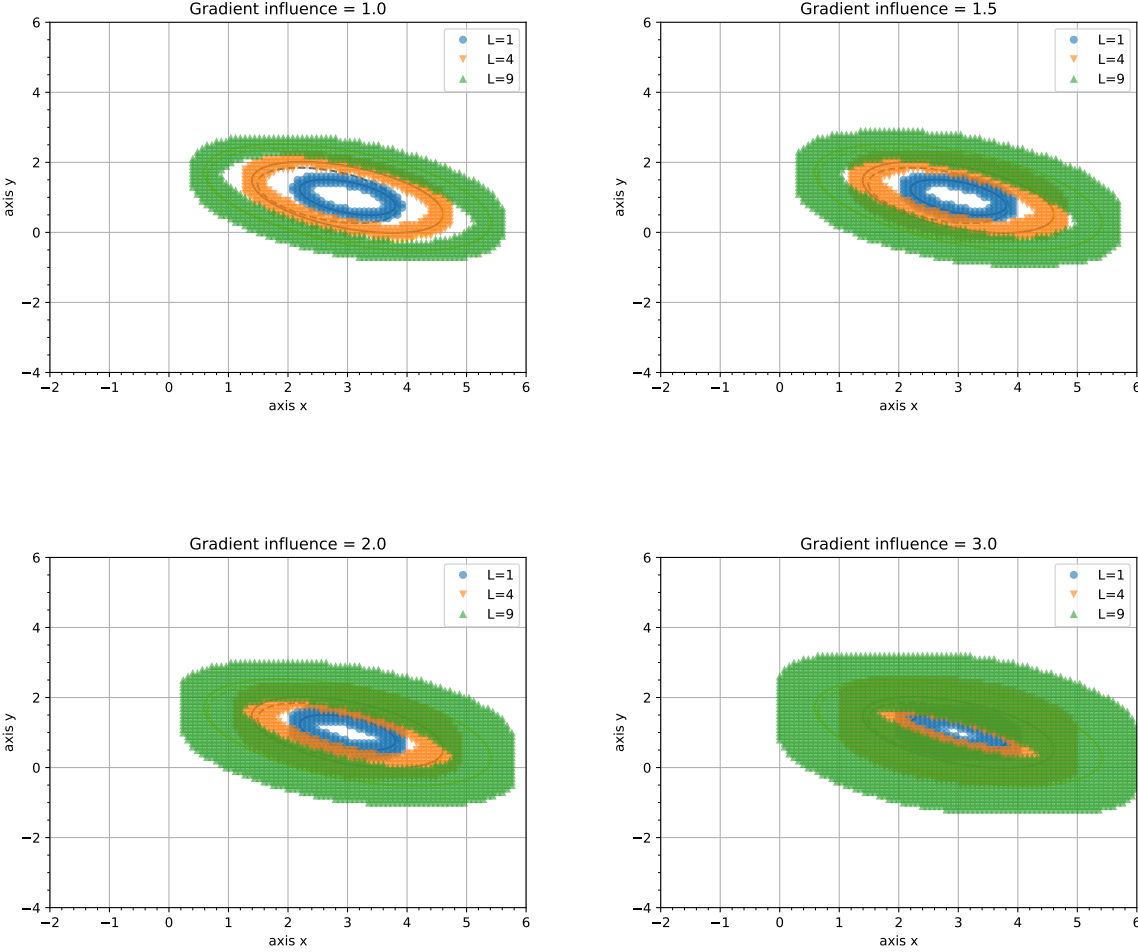 Gradient influence = 1.0
L=1
L=4
L=9
6
4
2
0
−2
−4
axis y
−2 −1 0 1 2 3 4 5 6
axis x
Gradient influence = 1.5
L=1
L=4
L=9
6
4
2
0
−2
−4
axis y
−2 −1 0 1 2 3 4 5 6
axis x
Gradient influence = 2.0
L=1
L=4
L=9
6
4
2
0
−2
−4
axis y
−2 −1 0 1 2 3 4 5 6
axis x
Gradient influence = 3.0
L=1
L=4
L=9
6
4
2
0
−2
−4
axis y
−2 −1 0 1 2 3 4 5 6
axis x